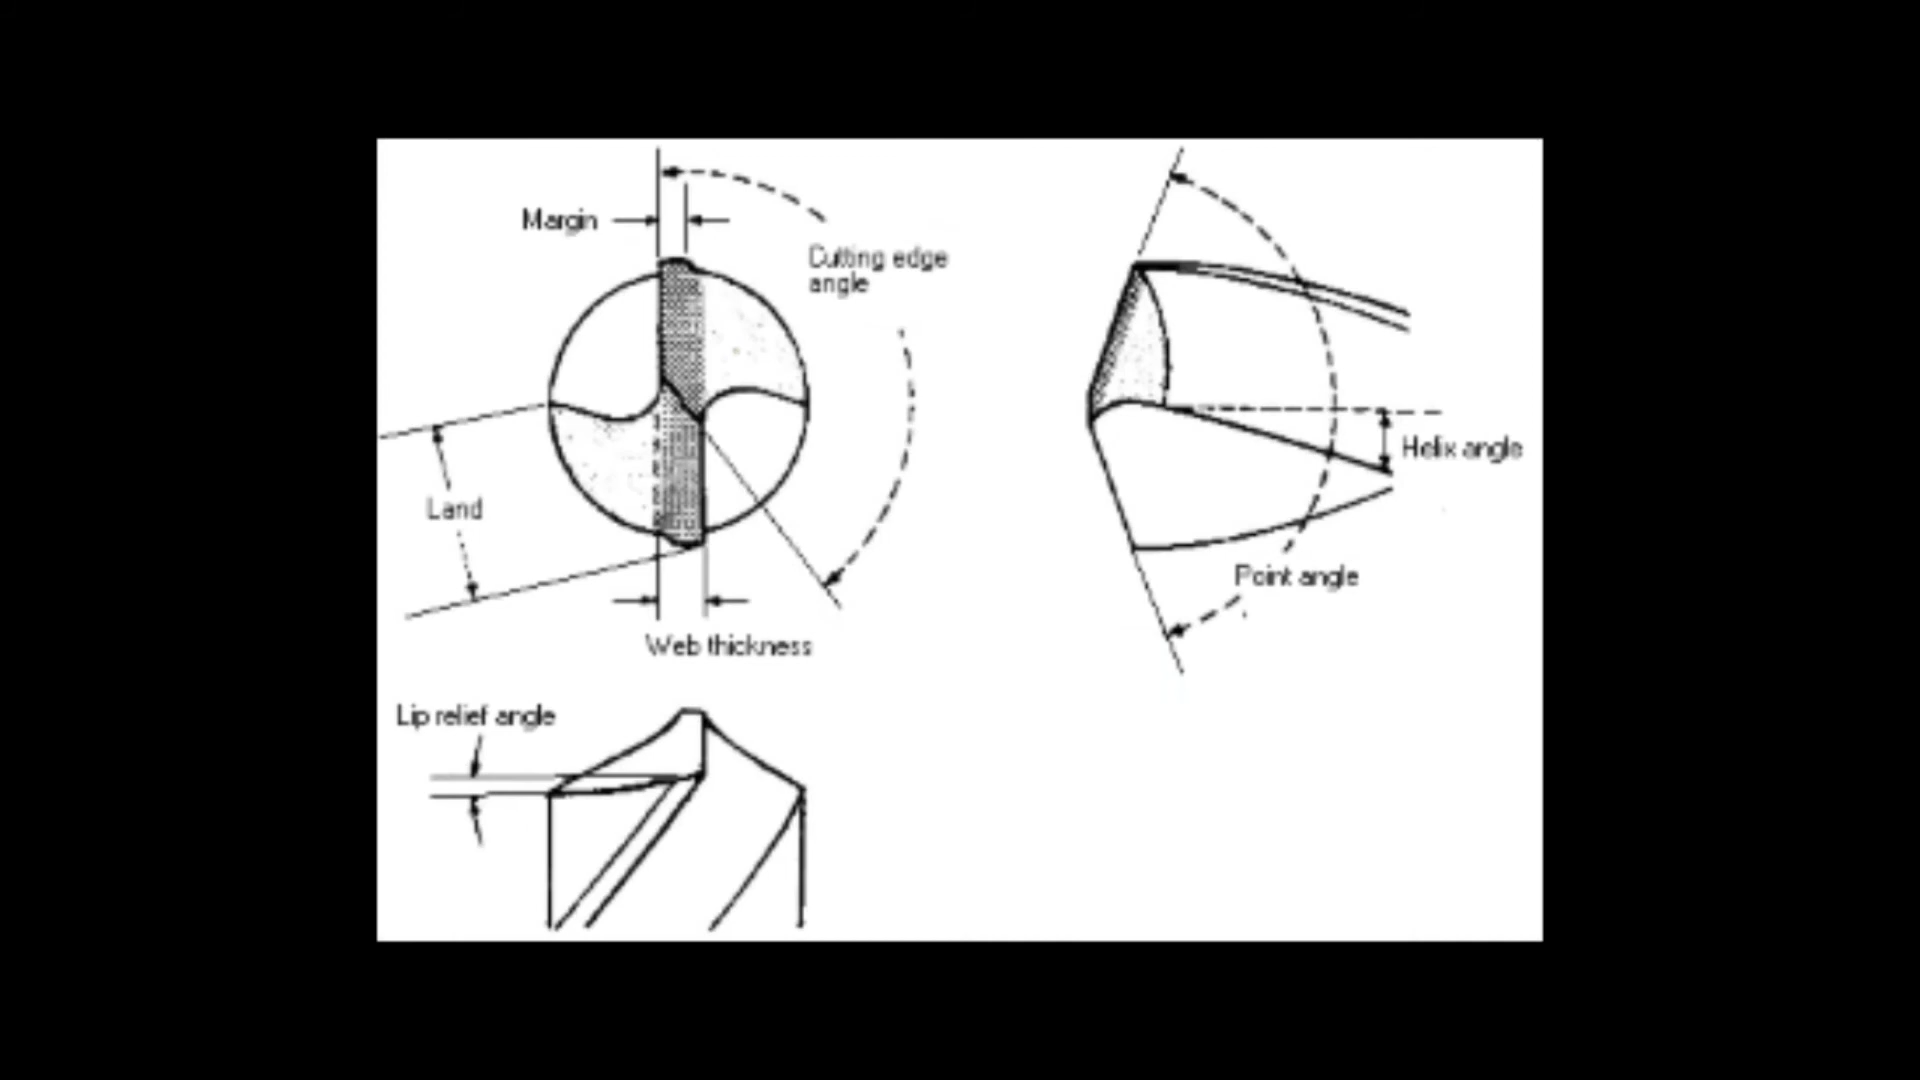 Margin
Cutting edge
angle
Helix angle
Land
Point angle
Web thickness
Lip relief angle